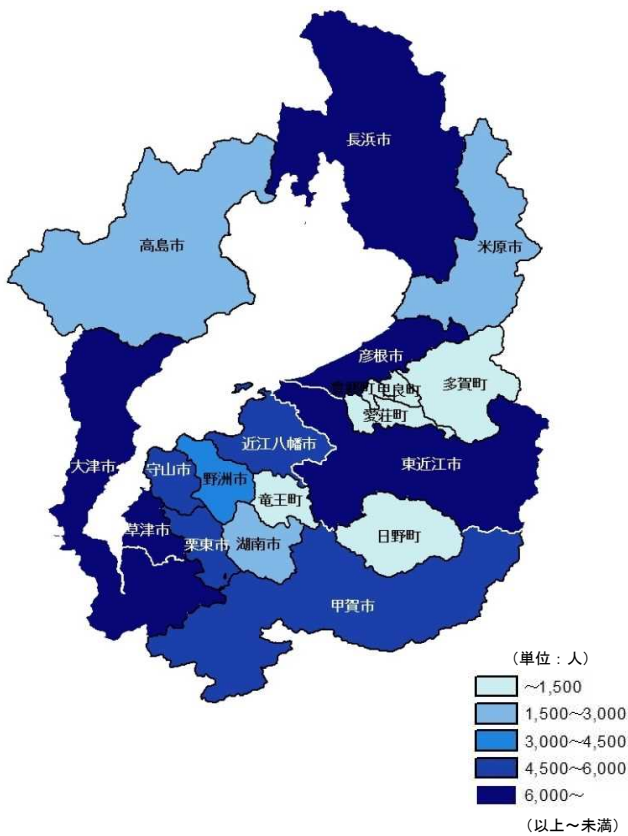 長浜市
高島市
米原市
彦根市
多賀町
甲良町
愛荘町
近江八幡市
東近江市
大津市
守山市
野洲市
竜王町
草津市
栗東市
湖南市
日野町
甲賀市
（単位：人）
～1,500
1,500～3,000
3,000～4,500
4,500～6,000
6,000～
（以上～未満）